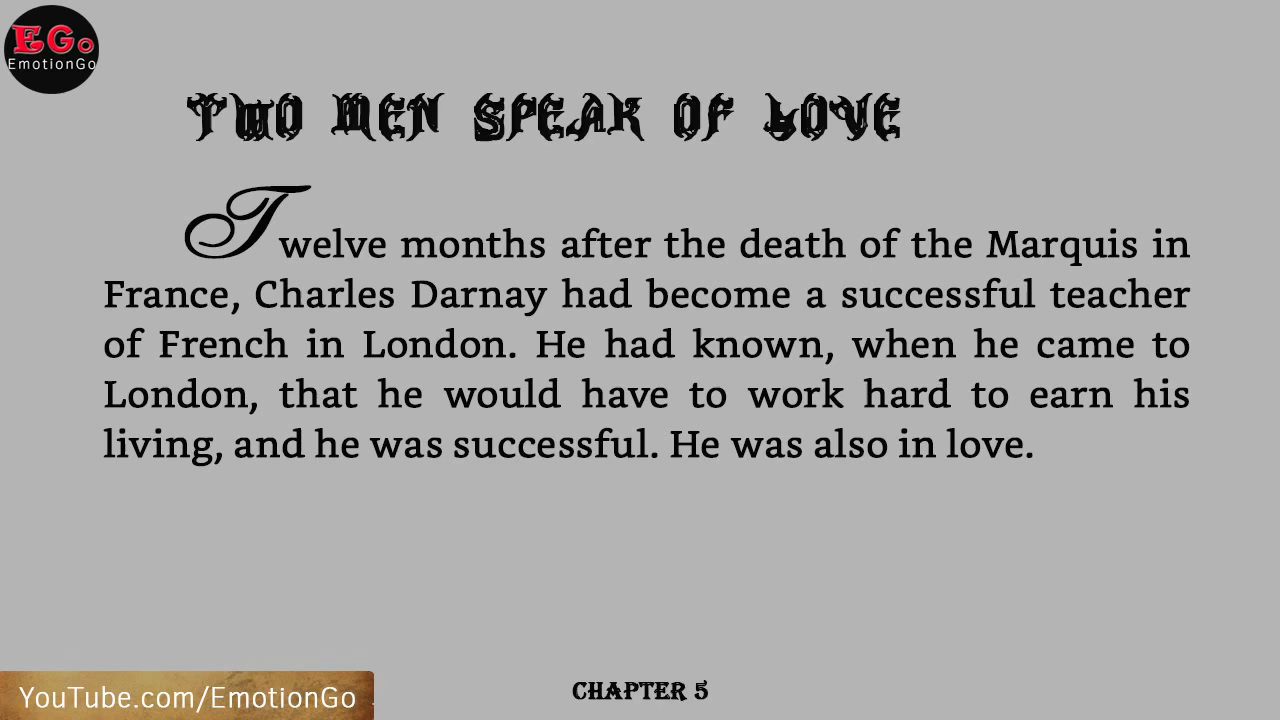 EGo
EmotionGo
TWO MEN SPEAK OF LOVE
Twelve months after the death of the Marquis in
France, Charles Darnay had become a successful teacher
of French in London. He had known, when he came to
London, that he would have to work hard to earn his
living, and he was successful. He was also in love.
YouTube.com/EmotionGo
CHAPTER 5